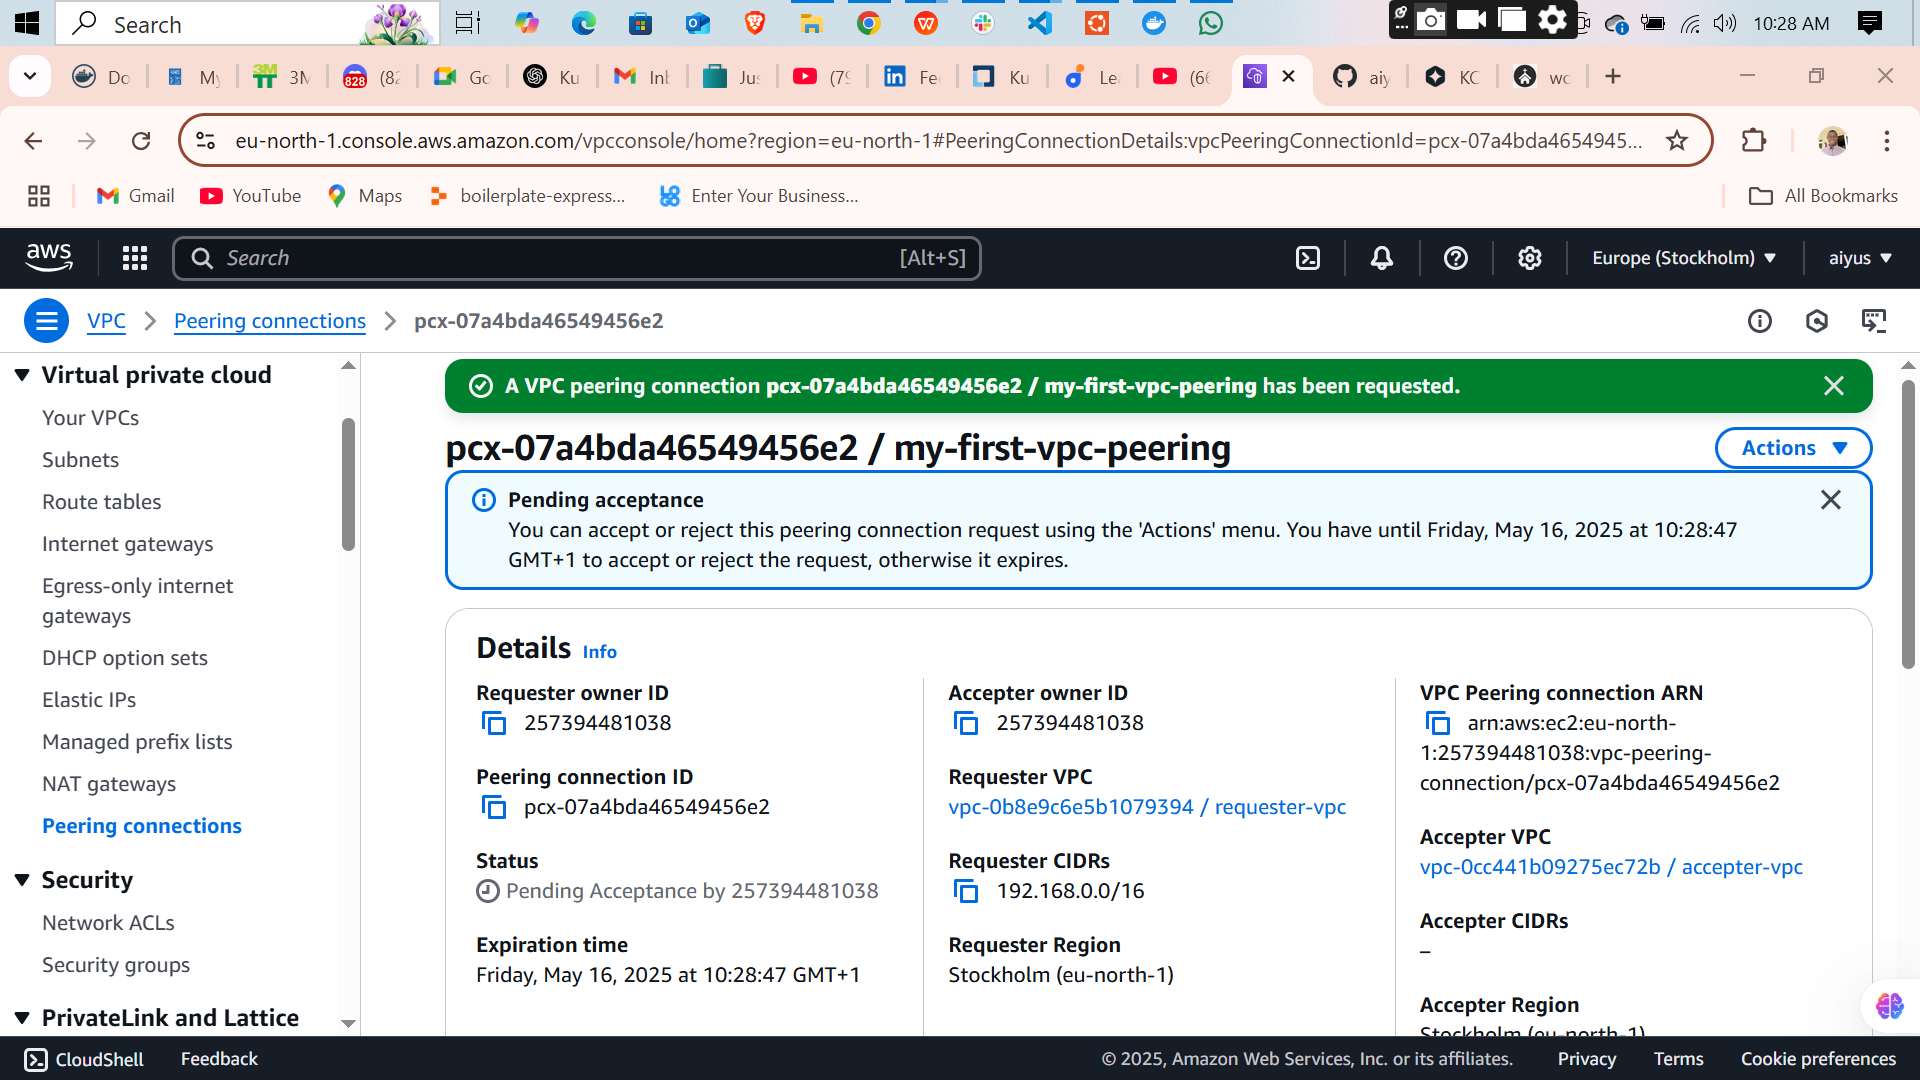 Search
10:28 AM
Do
My
3M
828
(82
Go
Ku
Inb
Jus
(79
Fee
Ku
Le
(66
aiy
KC
wc
eu-north-1.console.aws.amazon.com/vpcconsole/home?region=eu-north-1#PeeringConnectionDetails:vpcPeeringConnectionId=pcx-07a4bda4654945...
Gmail
YouTube
Maps
boilerplate-express...
Enter Your Business...
All Bookmarks
aws
Search
[Alt+S]
Europe (Stockholm)
aiyus
VPC
Peering connections
pcx-07a4bda46549456e2
Virtual private cloud
Your VPCs
Subnets
Route tables
Internet gateways
Egress-only internet
gateways
DHCP option sets
Elastic IPs
Managed prefix lists
NAT gateways
Peering connections
Security
Network ACLs
Security groups
PrivateLink and Lattice
A VPC peering connection pcx-07a4bda46549456e2 / my-first-vpc-peering has been requested.
pcx-07a4bda46549456e2 / my-first-vpc-peering
Actions
Pending acceptance
You can accept or reject this peering connection request using the 'Actions' menu. You have until Friday, May 16, 2025 at 10:28:47
GMT+1 to accept or reject the request, otherwise it expires.
Details Info
Requester owner ID
257394481038
Peering connection ID
pcx-07a4bda46549456e2
Status
Pending Acceptance by 257394481038
Expiration time
Friday, May 16, 2025 at 10:28:47 GMT+1
Accepter owner ID
257394481038
Requester VPC
vpc-0b8e9c6e5b1079394 / requester-vpc
Requester CIDRs
192.168.0.0/16
Requester Region
Stockholm (eu-north-1)
VPC Peering connection ARN
arn:aws:ec2:eu-north-
1:257394481038:vpc-peering-
connection/pcx-07a4bda46549456e2
Accepter VPC
vpc-0cc441b09275ec72b / accepter-vpc
Accepter CIDRs
–
Accepter Region
Stockholm (eu-north-1)
CloudShell
Feedback
© 2025, Amazon Web Services, Inc. or its affiliates.
Privacy
Terms
Cookie preferences